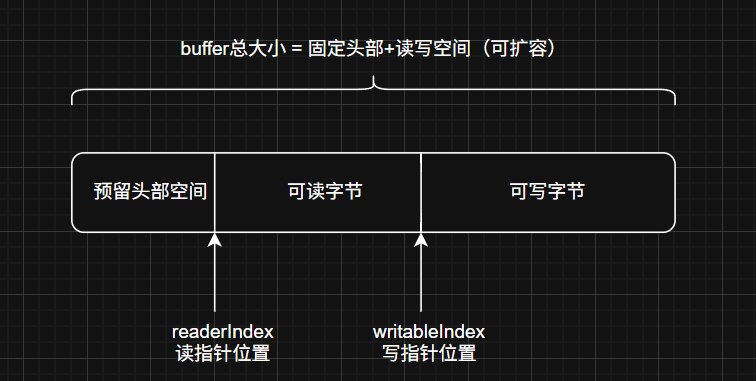 buffer总大小 = 固定头部+读写空间（可扩容）
预留头部空间
可读字节
可写字节
readerIndex
读指针位置
writableIndex
写指针位置